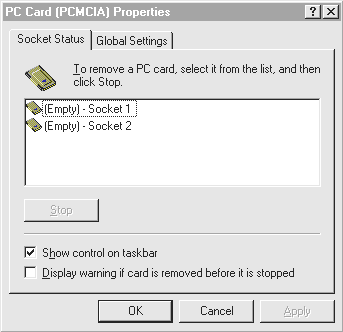 PC Card (PCMCIA) Properties
Socket Status
Global Settings
To remove a PC card, select it from the list, and then
click Stop.
(Empty) - Socket 1
(Empty) - Socket 2
Stop
Show control on taskbar
Display warning if card is removed before it is stopped
OK
Cancel
Apply